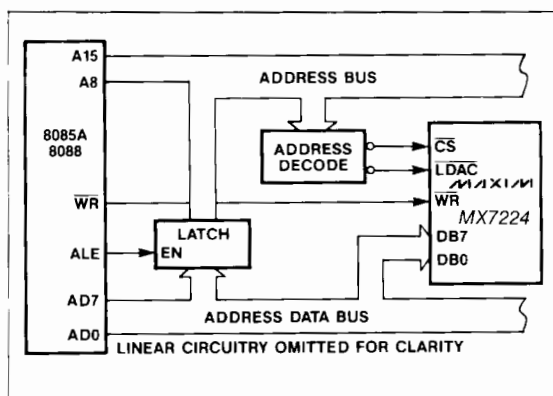 A15
A8
ADDRESS BUS
8085A
8088
ADDRESS
DECODE
CS
LDAC
MAXIM
WR
WR
MX7224
LATCH
ALE
EN
DB7
DB0
AD7
ADDRESS DATA BUS
AD0
LINEAR CIRCUITRY OMITTED FOR CLARITY